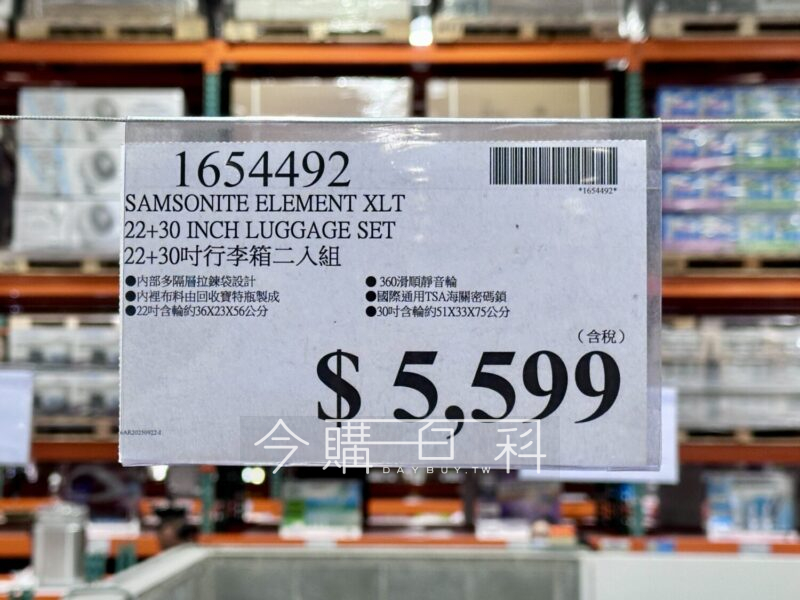 1654492
*1654492*
SAMSONITE ELEMENT XLT
22+30 INCH LUGGAGE SET
22+30吋行李箱二入組
●內部多隔層拉鍊袋設計
●360滑順靜音輪
●內裡布料由回收寶特瓶製成
●國際通用TSA海關密碼鎖
●22吋含輪約36X23X56公分
●30吋含輪約51X33X75公分
(含稅)
$ 5,599
今購百科
DAYBUY.TW